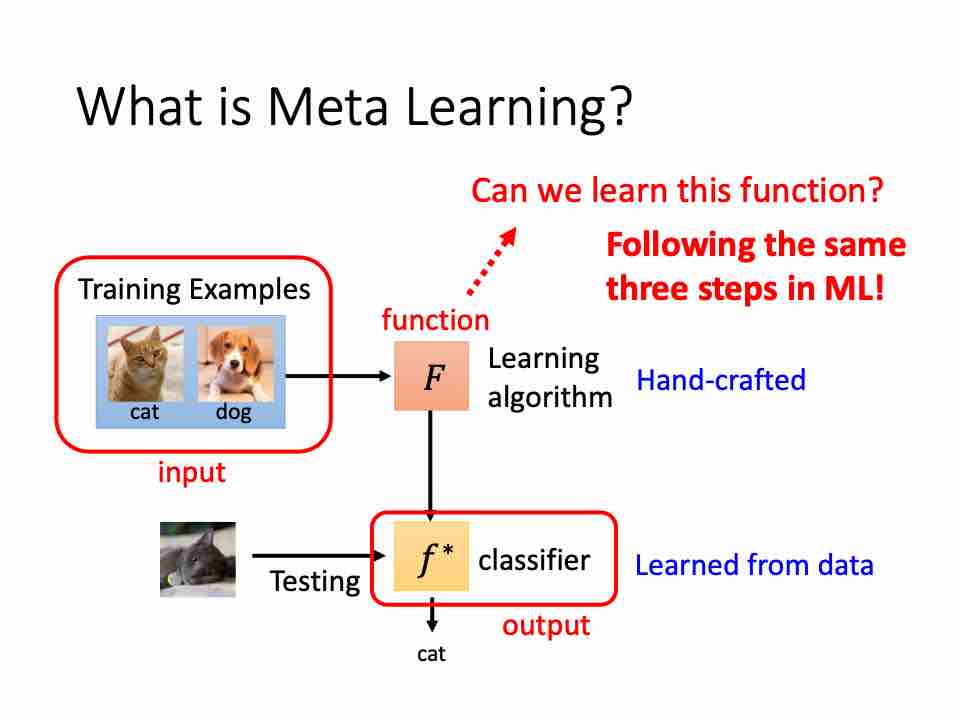 What is Meta Learning?
Can we learn this function?
Following the same
three steps in ML!
Training Examples
cat
dog
input
function
F
Learning
algorithm
Hand-crafted
Testing
f*
classifier
Learned from data
output
cat